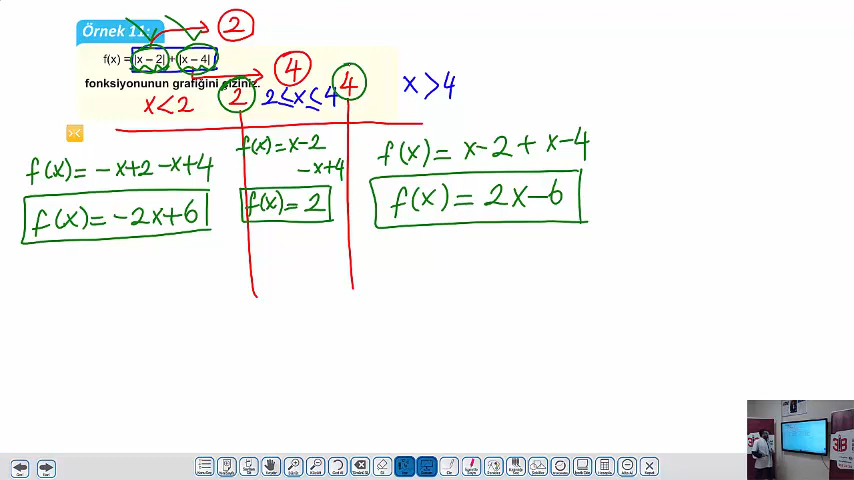 Örnek 11:
2
f(x) = |x – 2| + |x – 4|
4
fonksiyonunun grafiğini çiziniz.
x<2 2 2≤x≤4 4 x>4
f(x)= -x+2 -x+4
f(x)= -2x+6
f(x)= x-2
-x+4
f(x)= 2
f(x)= x-2 + x-4
f(x)= 2x-6